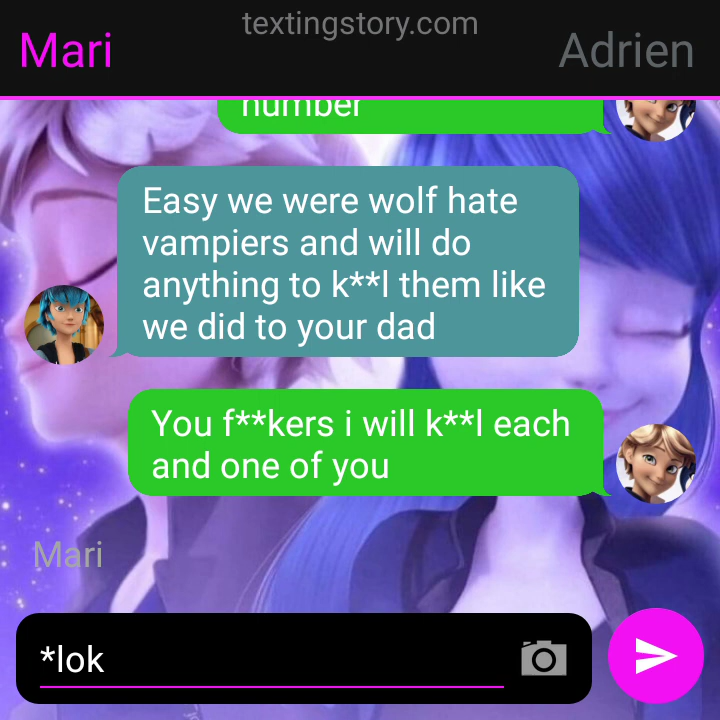 textingstory.com
Mari
Adrien
number
Easy we were wolf hate
vampiers and will do
anything to k**l them like
we did to your dad
You f**kers i will k**l each
and one of you
Mari
*lok